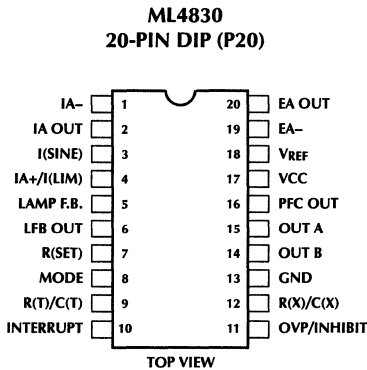 ML4830
20-PIN DIP (P20)
IA– 1 20 EA OUT
IA OUT 2 19 EA–
I(SINE) 3 18 VREF
IA+/I(LIM) 4 17 VCC
LAMP F.B. 5 16 PFC OUT
LFB OUT 6 15 OUT A
R(SET) 7 14 OUT B
MODE 8 13 GND
R(T)/C(T) 9 12 R(X)/C(X)
INTERRUPT 10 11 OVP/INHIBIT
TOP VIEW